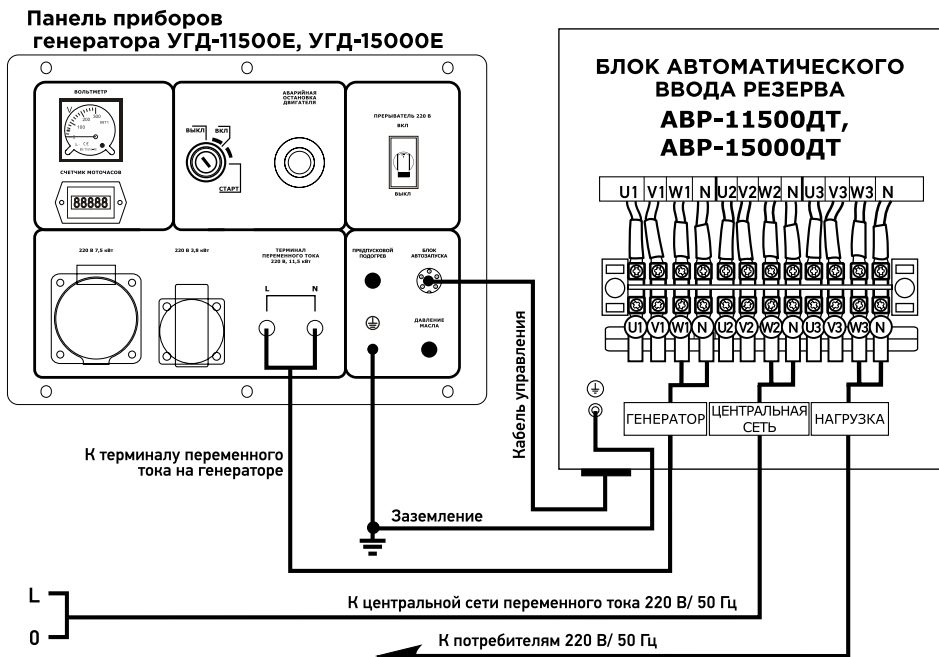 Панель приборов
генератора УГД-11500Е, УГД-15000Е
ВОЛЬТМЕТР
V
100
200
300
СЧЕТЧИК МОТОЧАСОВ
88888
ВЫКЛ
ВКЛ
СТАРТ
АВАРИЙНАЯ
ОСТАНОВКА
ДВИГАТЕЛЯ
ПРЕРЫВАТЕЛЬ 220 В
ВКЛ
ВЫКЛ
220 В 7,5 кВт
220 В 3,8 кВт
ТЕРМИНАЛ
ПЕРЕМЕННОГО ТОКА
220 В, 11,5 кВт
L N
ПРЕДПУСКОВОЙ
ПОДОГРЕВ
БЛОК
АВТОЗАПУСКА
ДАВЛЕНИЕ
МАСЛА
БЛОК АВТОМАТИЧЕСКОГО
ВВОДА РЕЗЕРВА
АВР-11500ДТ,
АВР-15000ДТ
U1 V1 W1 N U2 V2 W2 N U3 V3 W3 N
U1 V1 W1 N U2 V2 W2 N U3 V3 W3 N
ГЕНЕРАТОР
ЦЕНТРАЛЬНАЯ
СЕТЬ
НАГРУЗКА
Кабель управления
К терминалу переменного
тока на генераторе
Заземление
L
0
К центральной сети переменного тока 220 В/ 50 Гц
К потребителям 220 В/ 50 Гц